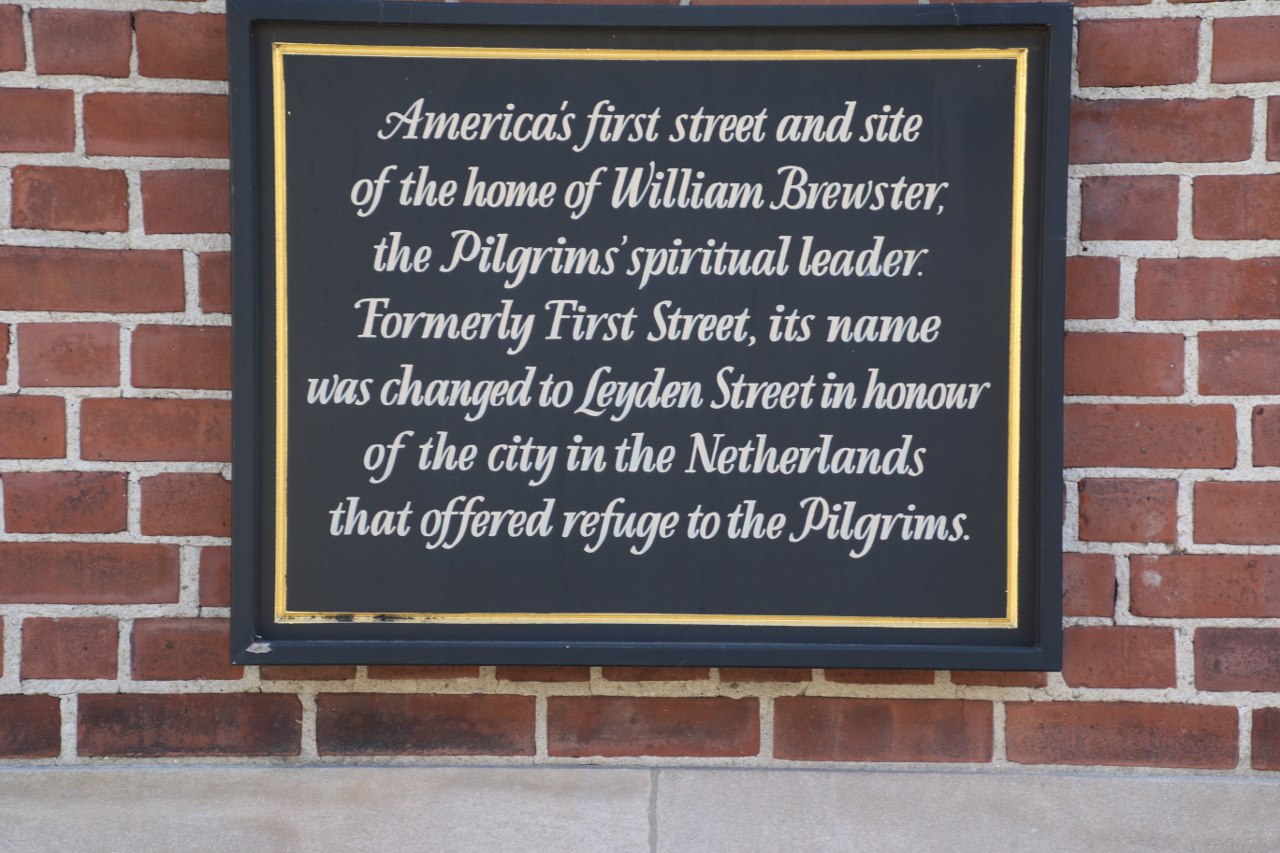 America's first street and site
of the home of William Brewster,
the Pilgrims' spiritual leader.
Formerly First Street, its name
was changed to Leyden Street in honour
of the city in the Netherlands
that offered refuge to the Pilgrims.